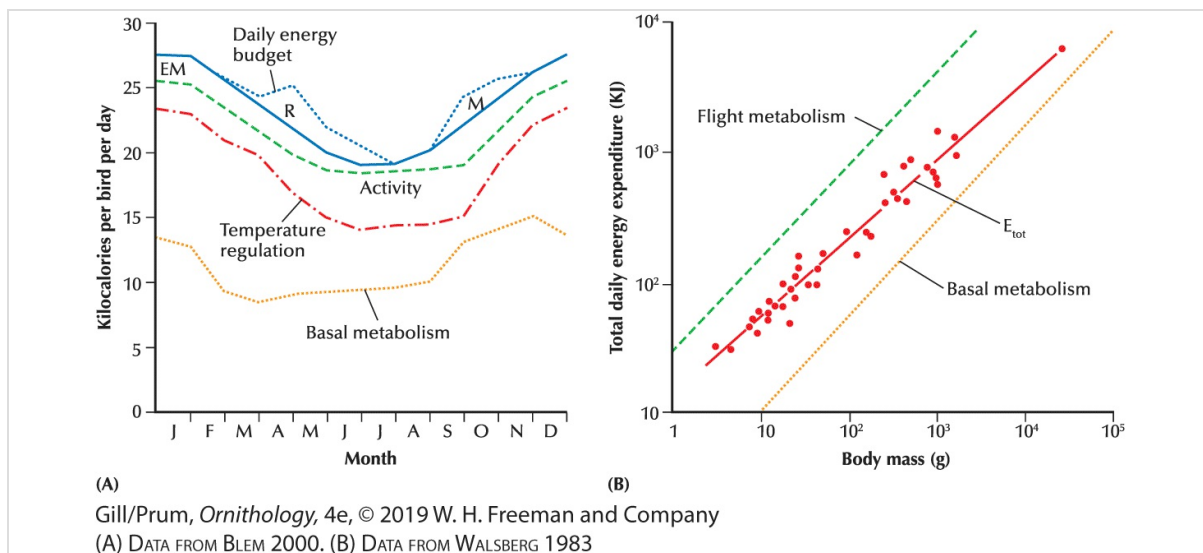 Kilocalories per bird per day
30
25
20
15
10
5
0
Daily energy
budget
EM
R
M
Activity
Temperature
regulation
Basal metabolism
J F M A M J J A S O N D
Month
(A)
Total daily energy expenditure (KJ)
10⁴
10³
10²
10
Flight metabolism
E_tot
Basal metabolism
1 10 10² 10³ 10⁴ 10⁵
Body mass (g)
(B)
Gill/Prum, Ornithology, 4e, © 2019 W. H. Freeman and Company
(A) DATA FROM BLEM 2000. (B) DATA FROM WALSBERG 1983